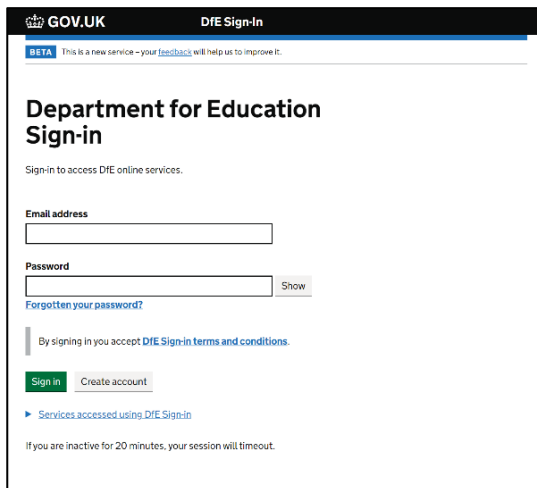 GOV.UK DfE Sign-In
BETA This is a new service – your feedback will help us to improve it.
Department for Education
Sign-in
Sign-in to access DfE online services.
Email address
Password
Show
Forgotten your password?
By signing in you accept DfE Sign-in terms and conditions.
Sign in Create account
Services accessed using DfE Sign-in
If you are inactive for 20 minutes, your session will timeout.